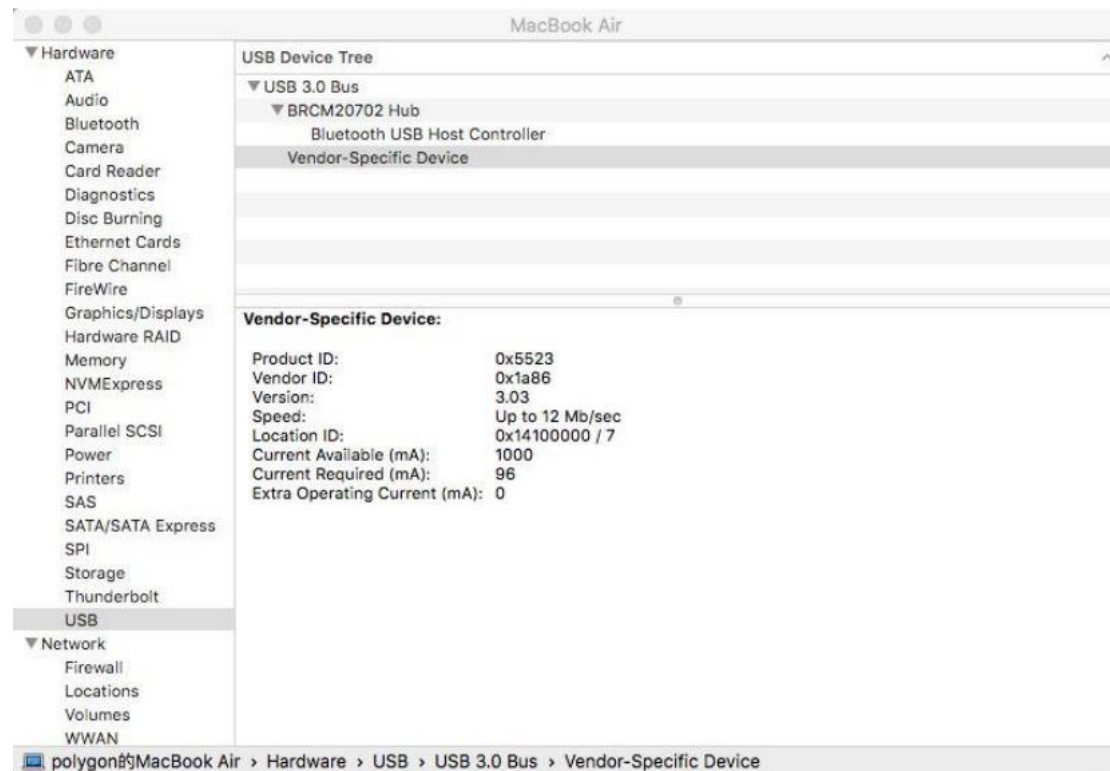 MacBook Air
Hardware
ATA
Audio
Bluetooth
Camera
Card Reader
Diagnostics
Disc Burning
Ethernet Cards
Fibre Channel
FireWire
Graphics/Displays
Hardware RAID
Memory
NVMExpress
PCI
Parallel SCSI
Power
Printers
SAS
SATA/SATA Express
SPI
Storage
Thunderbolt
USB
Network
Firewall
Locations
Volumes
WWAN
USB Device Tree
USB 3.0 Bus
BRCM20702 Hub
Bluetooth USB Host Controller
Vendor-Specific Device
Vendor-Specific Device:
Product ID: 0x5523
Vendor ID: 0x1a86
Version: 3.03
Speed: Up to 12 Mb/sec
Location ID: 0x14100000 / 7
Current Available (mA): 1000
Current Required (mA): 96
Extra Operating Current (mA): 0
polygon的MacBook Air › Hardware › USB › USB 3.0 Bus › Vendor-Specific Device